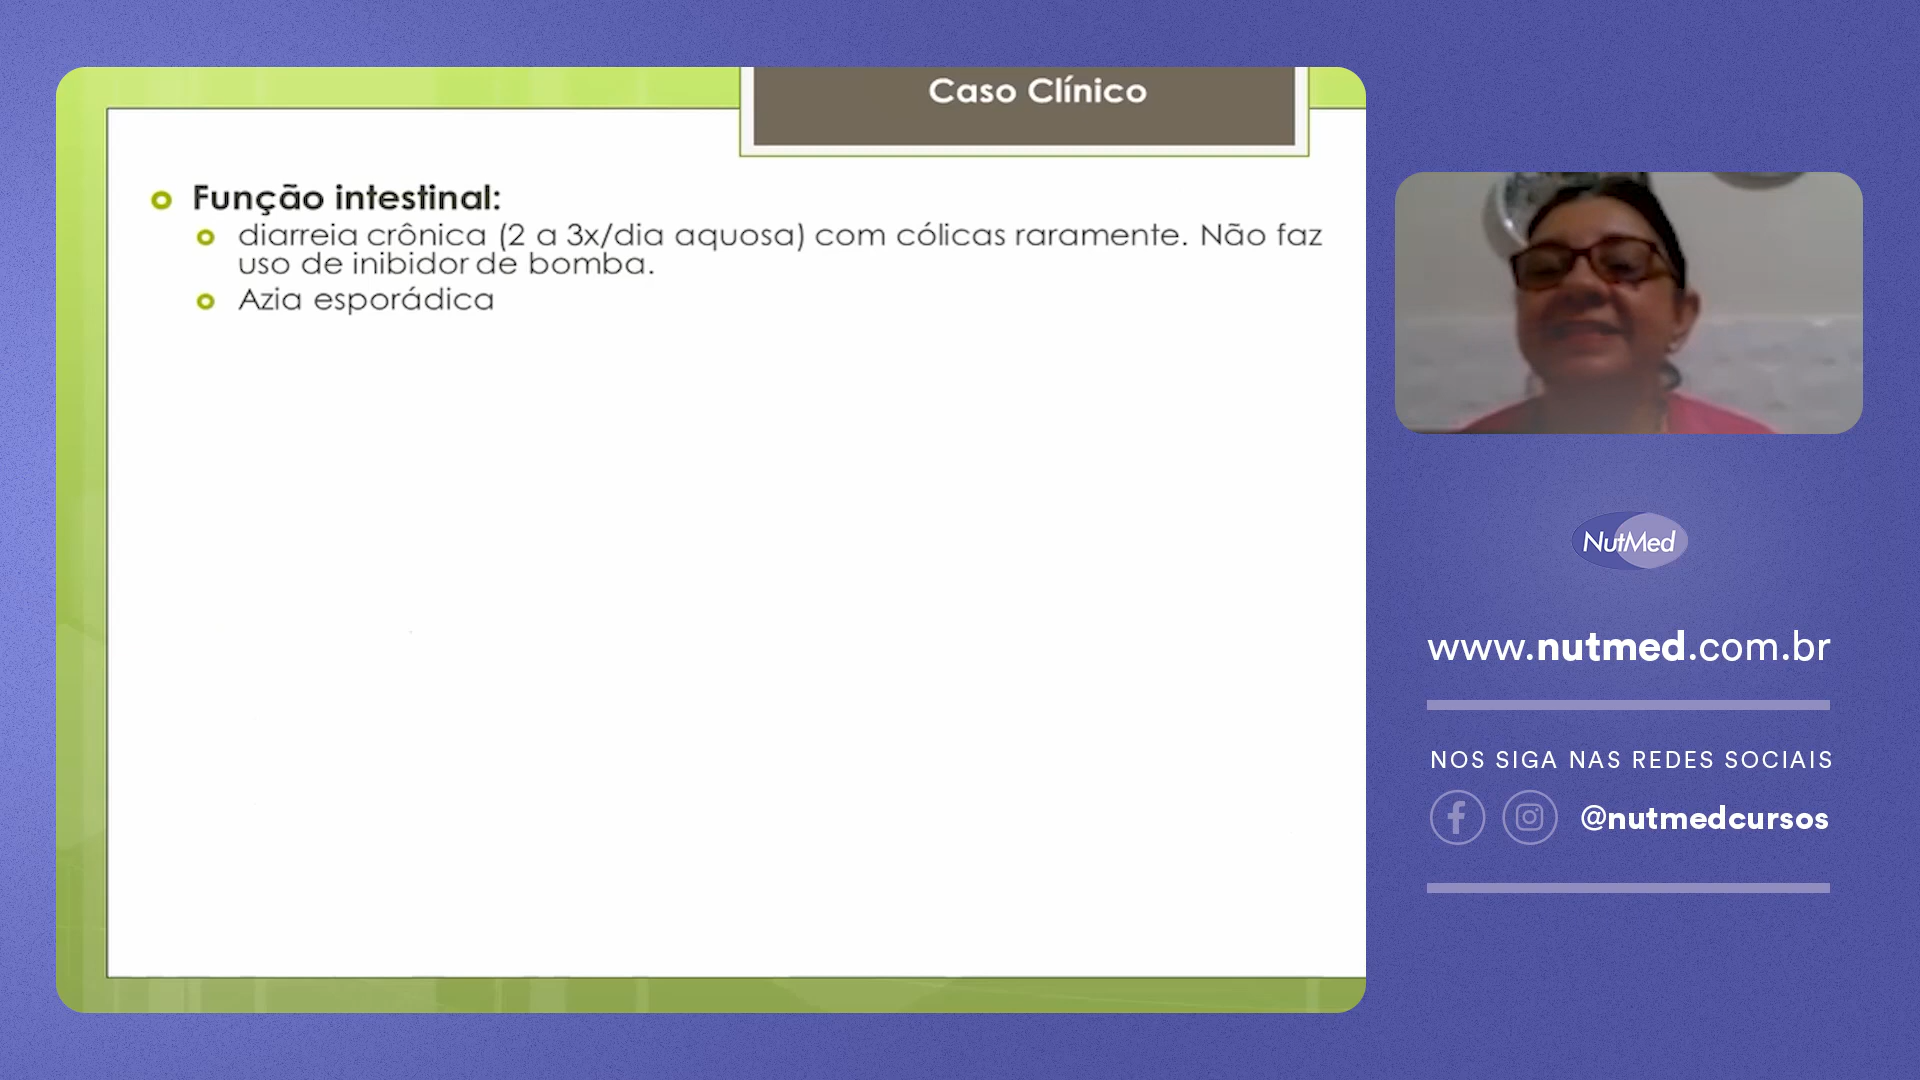 Caso Clínico
Função intestinal:
diarreia crônica (2 a 3x/dia aquosa) com cólicas raramente. Não faz
uso de inibidor de bomba.
Azia esporádica
NutMed
www.nutmed.com.br
NOS SIGA NAS REDES SOCIAIS
@nutmedcursos